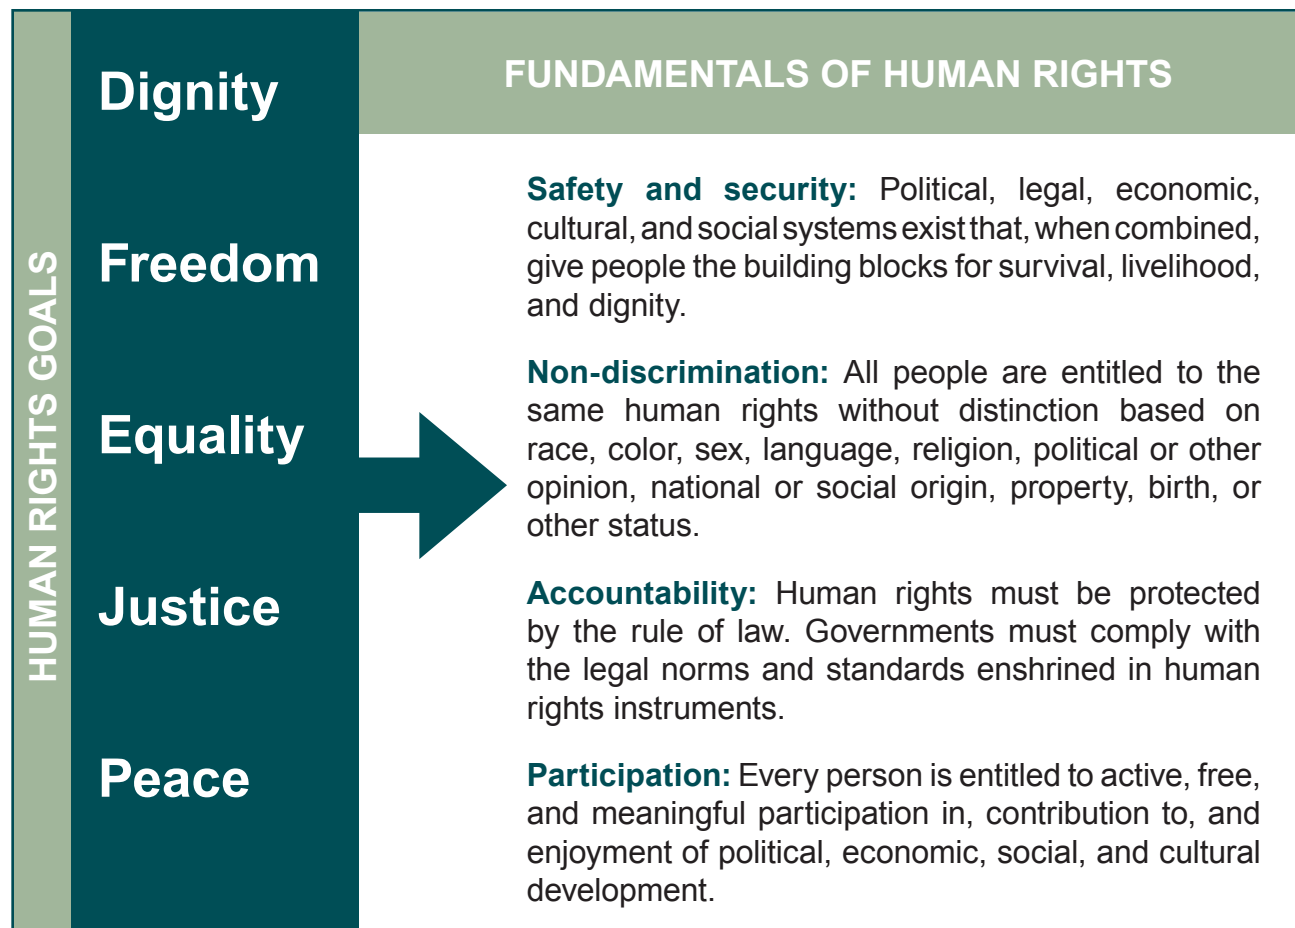 HUMAN RIGHTS GOALS
Dignity
Freedom
Equality
Justice
Peace
FUNDAMENTALS OF HUMAN RIGHTS
Safety and security: Political, legal, economic,
cultural, and social systems exist that, when combined,
give people the building blocks for survival, livelihood,
and dignity.
Non-discrimination: All people are entitled to the
same human rights without distinction based on
race, color, sex, language, religion, political or other
opinion, national or social origin, property, birth, or
other status.
Accountability: Human rights must be protected
by the rule of law. Governments must comply with
the legal norms and standards enshrined in human
rights instruments.
Participation: Every person is entitled to active, free,
and meaningful participation in, contribution to, and
enjoyment of political, economic, social, and cultural
development.